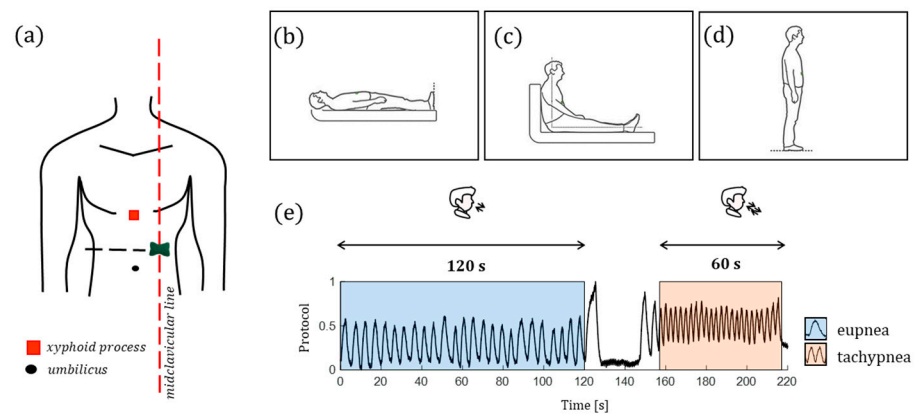 (a)
(b)
(c)
(d)
xyphoid process
umbilicus
midclavicular line
(e)
120 s
60 s
Protocol
1
0.5
0
0 20 40 60 80 100 120 140 160 180 200 220
Time [s]
eupnea
tachypnea